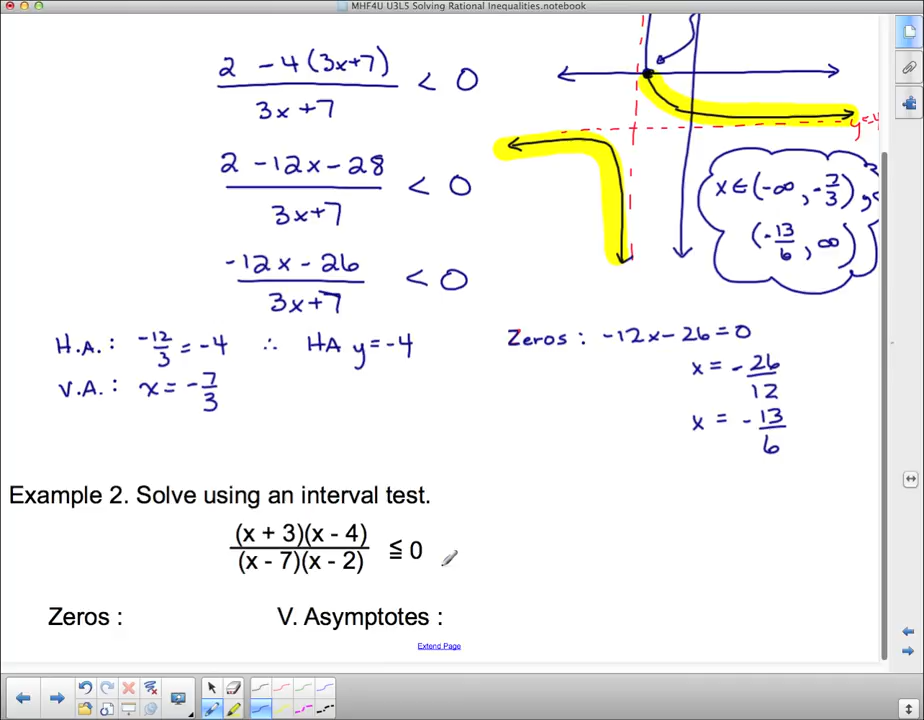 MHF4U U3L5 Solving Rational Inequalities.notebook
2 - 4(3x+7)
3x+7
< 0
2 - 12x - 28
3x+7
< 0
-12x - 26
3x+7
< 0
y=-4
x ∈ (-∞, -7/3),
(-13/6, ∞)
H.A.: -12/3 = -4 ∴ HA y = -4
V.A.: x = -7/3
Zeros: -12x - 26 = 0
x = -26/12
x = -13/6
Example 2. Solve using an interval test.
(x + 3)(x - 4)
(x - 7)(x - 2)
≦ 0
Zeros :
V. Asymptotes :
Extend Page